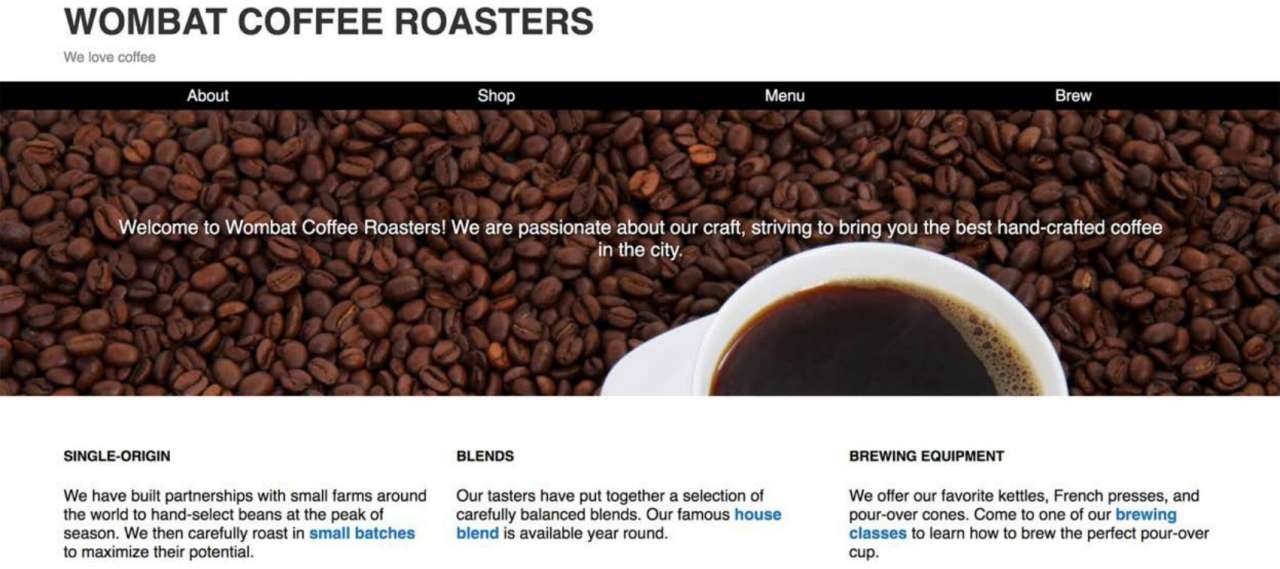 WOMBAT COFFEE ROASTERS
We love coffee
About Shop Menu Brew
Welcome to Wombat Coffee Roasters! We are passionate about our craft, striving to bring you the best hand-crafted coffee
in the city.
SINGLE-ORIGIN
We have built partnerships with small farms around
the world to hand-select beans at the peak of
season. We then carefully roast in small batches
to maximize their potential.
BLENDS
Our tasters have put together a selection of
carefully balanced blends. Our famous house
blend is available year round.
BREWING EQUIPMENT
We offer our favorite kettles, French presses, and
pour-over cones. Come to one of our brewing
classes to learn how to brew the perfect pour-over
cup.